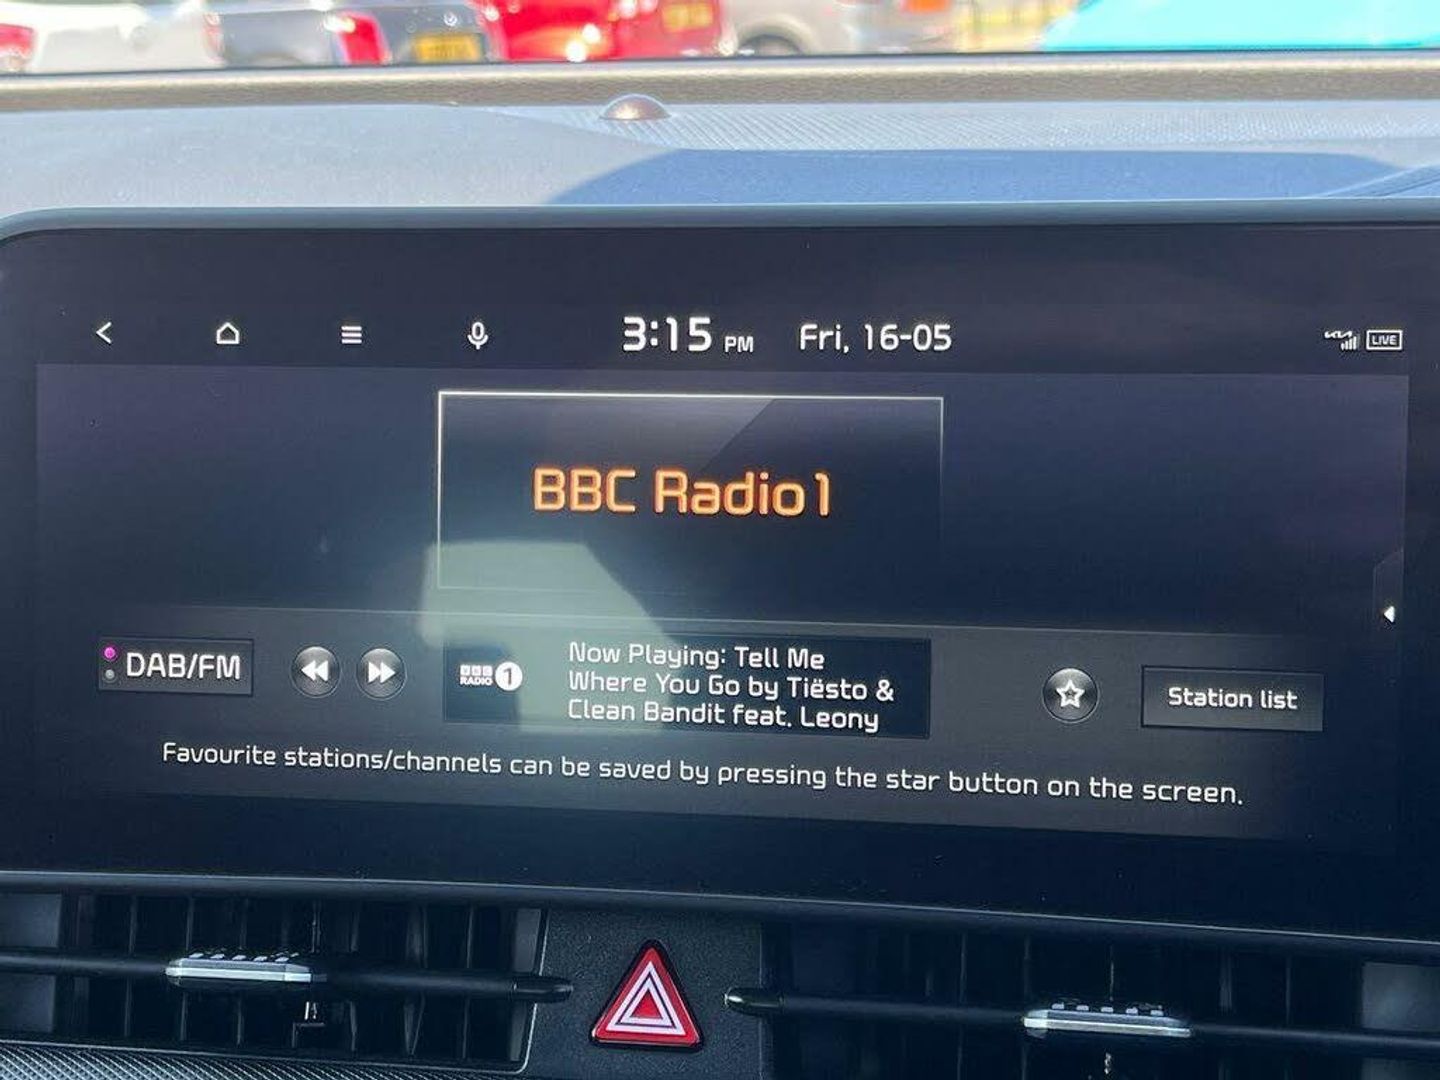 3:15 PM Fri, 16-05
LIVE
BBC Radio 1
DAB/FM
BBC
RADIO 1
Now Playing: Tell Me
Where You Go by Tiësto &
Clean Bandit feat. Leony
Station list
Favourite stations/channels can be saved by pressing the star button on the screen.